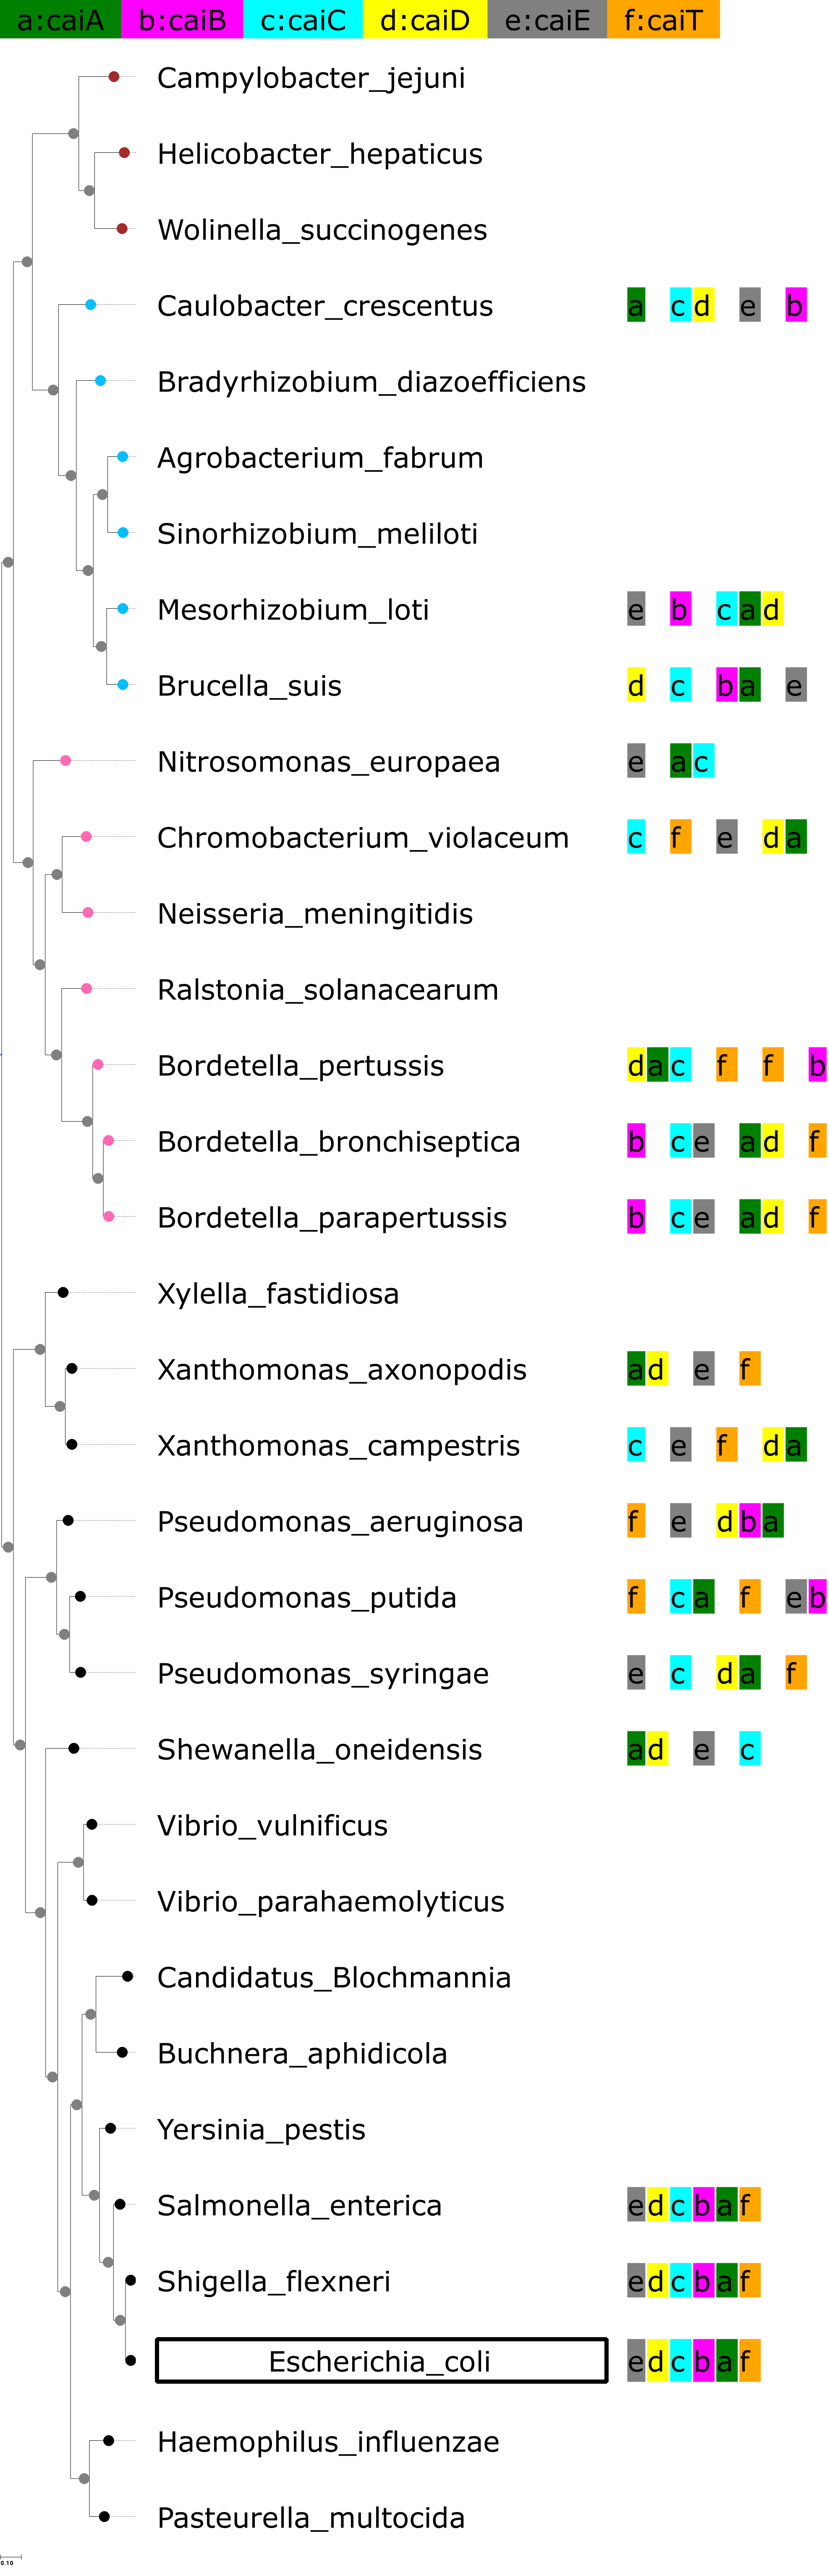 a:caiA b:caiB c:caiC d:caiD e:caiE f:caiT
Campylobacter_jejuni
Helicobacter_hepaticus
Wolinella_succinogenes
Caulobacter_crescentus a c d e b
Bradyrhizobium_diazoefficiens
Agrobacterium_fabrum
Sinorhizobium_meliloti
Mesorhizobium_loti e b c a d
Brucella_suis d c b a e
Nitrosomonas_europaea e a c
Chromobacterium_violaceum c f e d a
Neisseria_meningitidis
Ralstonia_solanacearum
Bordetella_pertussis d a c f f b
Bordetella_bronchiseptica b c e a d f
Bordetella_parapertussis b c e a d f
Xylella_fastidiosa
Xanthomonas_axonopodis a d e f
Xanthomonas_campestris c e f d a
Pseudomonas_aeruginosa f e d b a
Pseudomonas_putida f c a f e b
Pseudomonas_syringae e c d a f
Shewanella_oneidensis a d e c
Vibrio_vulnificus
Vibrio_parahaemolyticus
Candidatus_Blochmannia
Buchnera_aphidicola
Yersinia_pestis
Salmonella_enterica e d c b a f
Shigella_flexneri e d c b a f
Escherichia_coli e d c b a f
Haemophilus_influenzae
Pasteurella_multocida
0.10